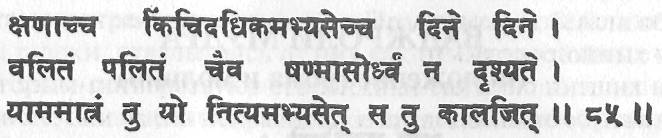 क्षणाच्च किंचिदधिकमभ्यसेच्च दिने दिने ।
वलितं पलितं चैव षण्मासोर्ध्वं न दृश्यते
याममात्रं तु यो नित्यमभ्यसेत् स तु कालजित् ॥ ८५ ॥